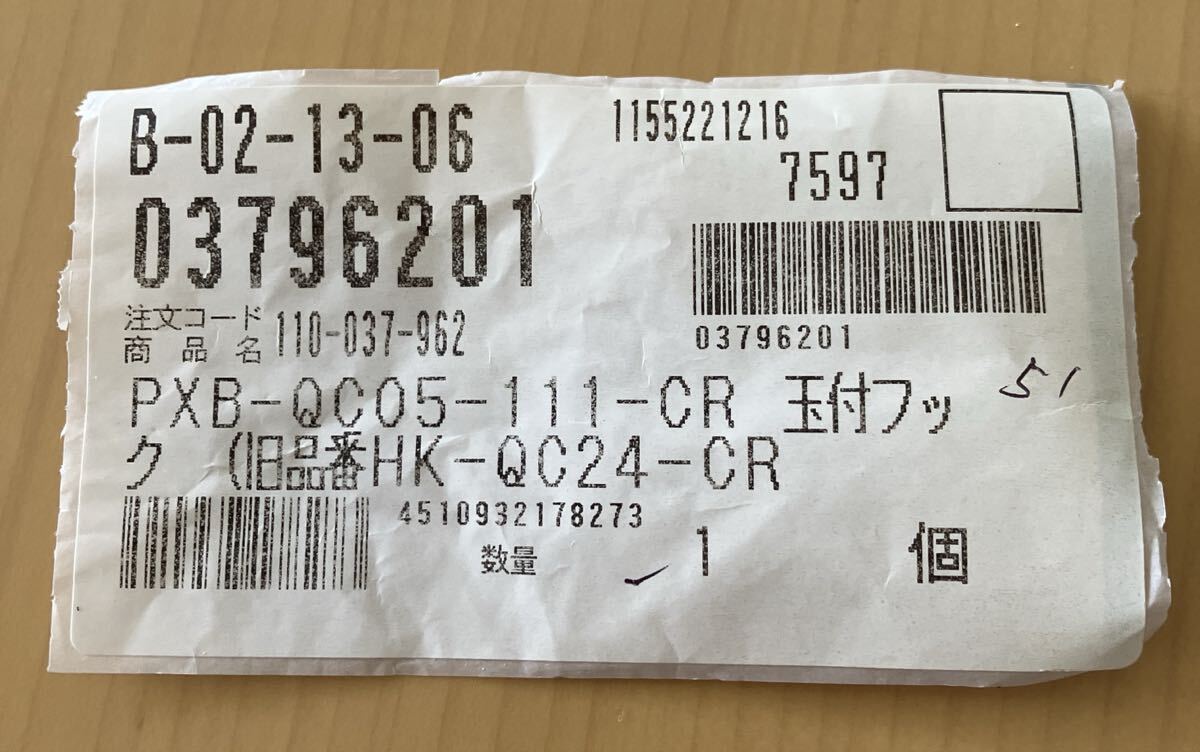 B-02-13-06
1155221216
7597
03796201
03796201
注文コード
商品名 110-037-962
PXB-QC05-111-CR 玉付フッ
ク (旧品番HK-QC24-CR
51
4510932178273
数量 1 個